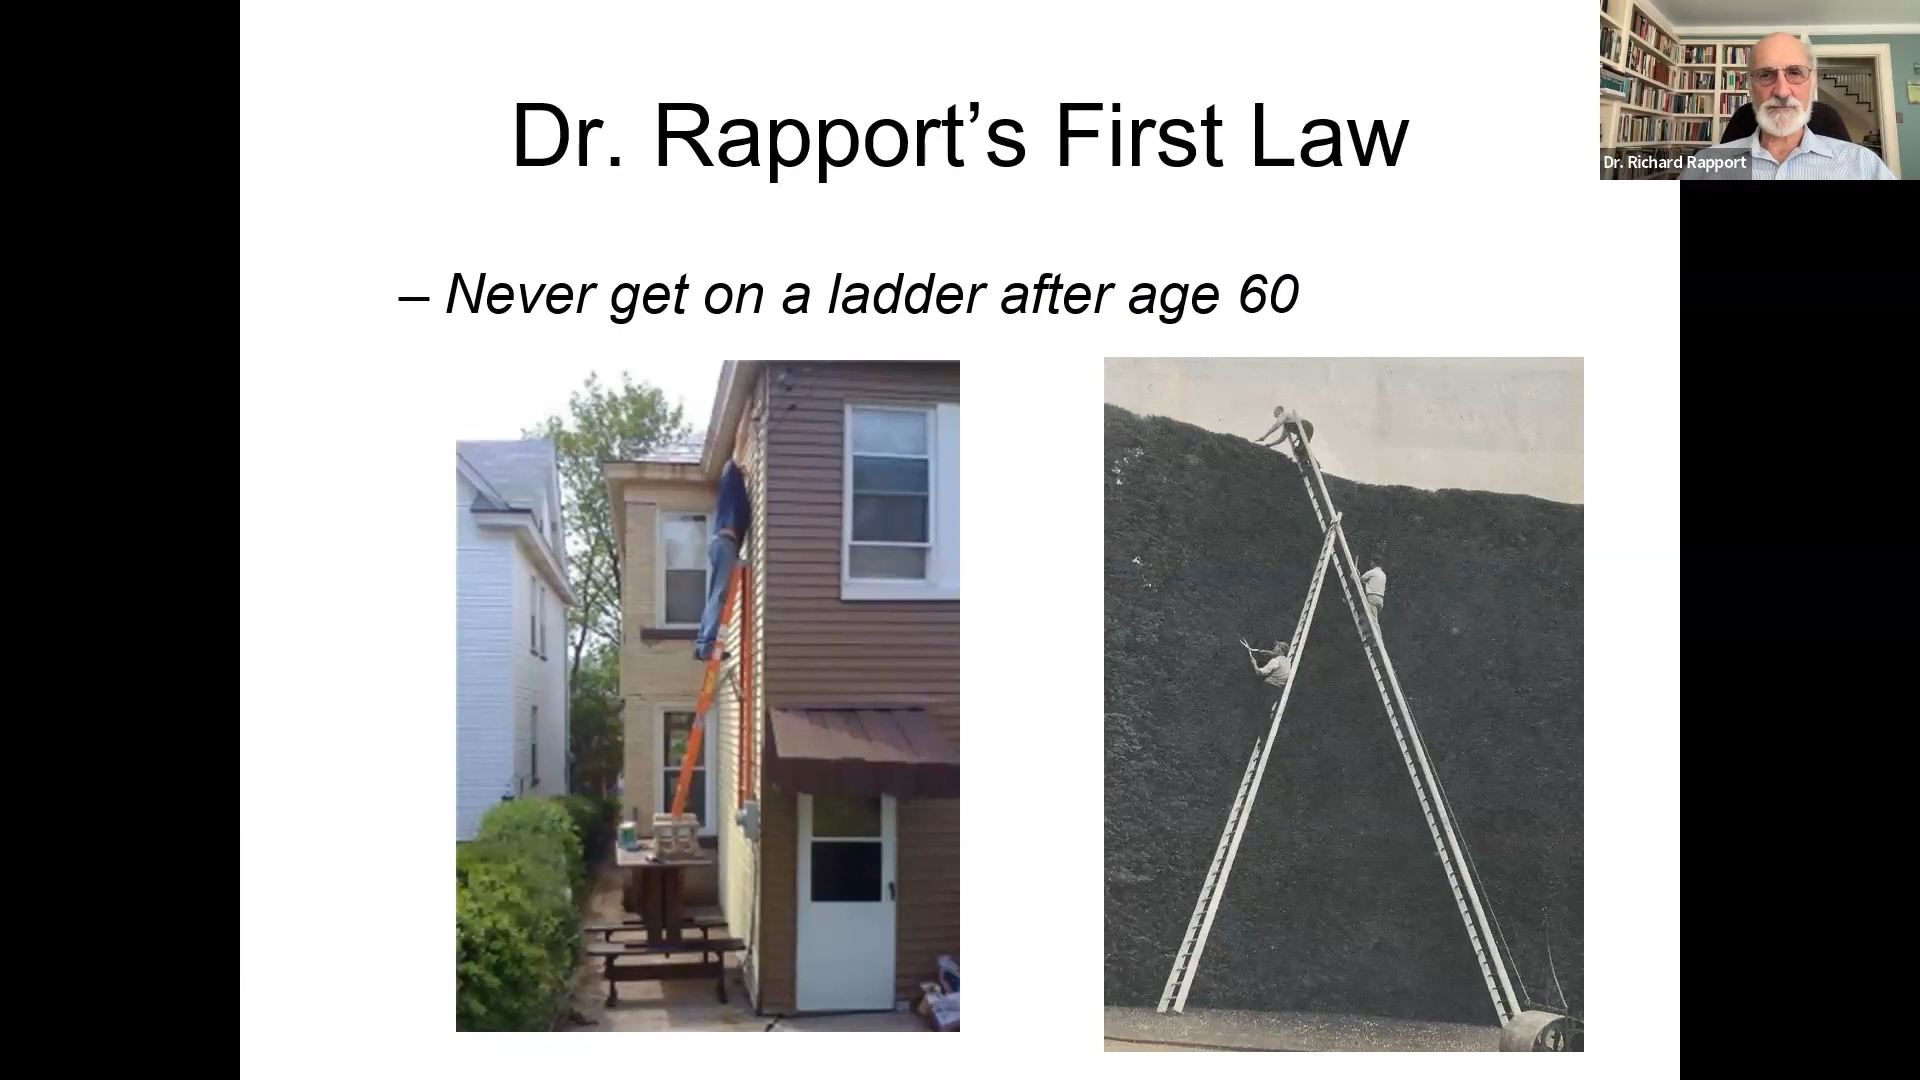 Dr. Rapport’s First Law
Dr. Richard Rapport
– Never get on a ladder after age 60